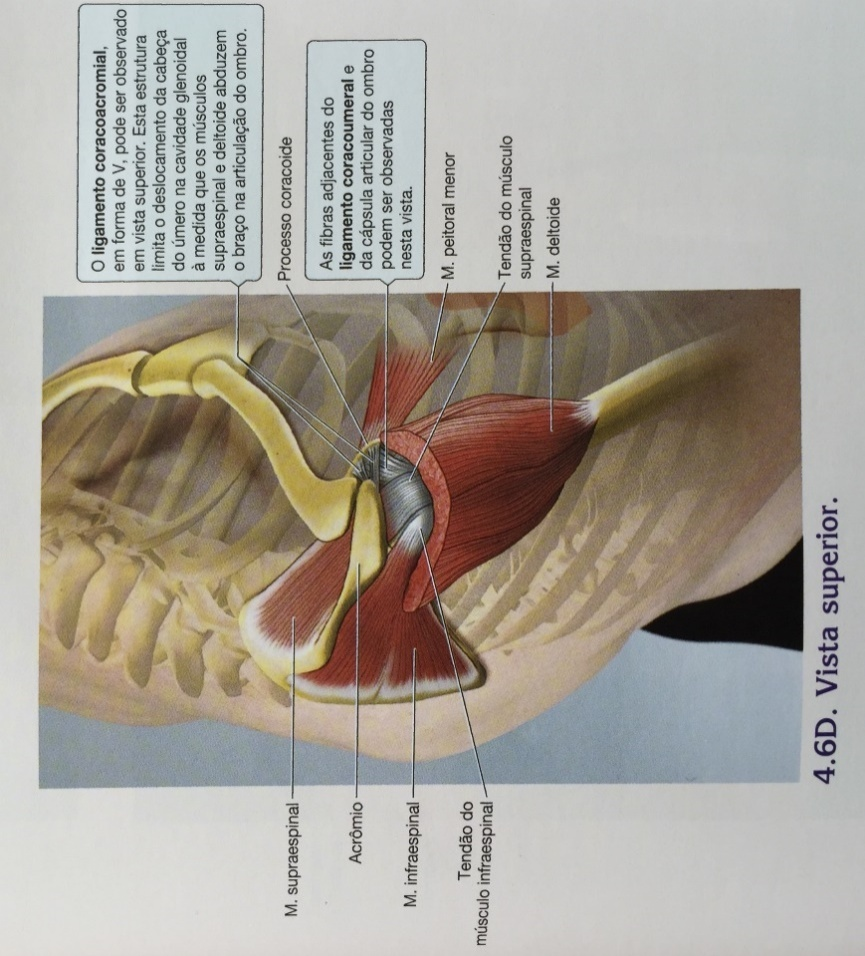 O ligamento coracoacromial,
em forma de V, pode ser observado
em vista superior. Esta estrutura
limita o deslocamento da cabeça
do úmero na cavidade glenoidal
à medida que os músculos
supraespinal e deltoide abduzem
o braço na articulação do ombro.
Processo coracoide
As fibras adjacentes do
ligamento coracoumeral e
da cápsula articular do ombro
podem ser observadas
nesta vista.
M. peitoral menor
Tendão do músculo
supraespinal
M. deltoide
M. supraespinal
Acrômio
M. infraespinal
Tendão do
músculo infraespinal
4.6D. Vista superior.